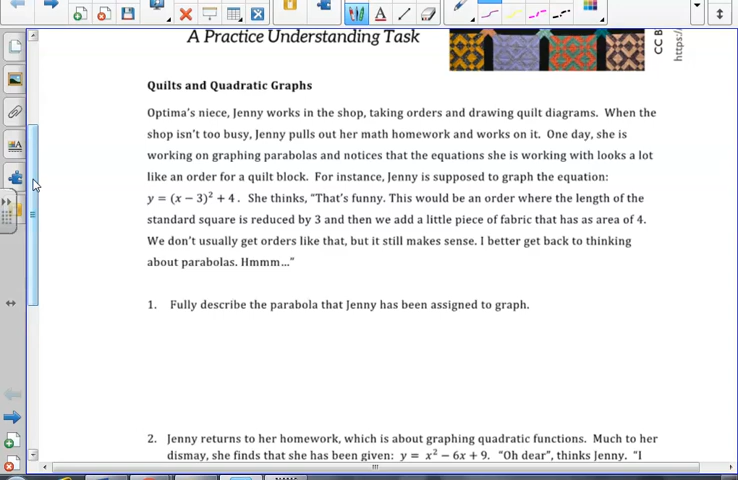 A Practice Understanding Task
CC B
https:/
Quilts and Quadratic Graphs
Optima's niece, Jenny works in the shop, taking orders and drawing quilt diagrams. When the
shop isn't too busy, Jenny pulls out her math homework and works on it. One day, she is
working on graphing parabolas and notices that the equations she is working with looks a lot
like an order for a quilt block. For instance, Jenny is supposed to graph the equation:
y = (x − 3)² + 4. She thinks, "That's funny. This would be an order where the length of the
standard square is reduced by 3 and then we add a little piece of fabric that has as area of 4.
We don't usually get orders like that, but it still makes sense. I better get back to thinking
about parabolas. Hmmm…"
1. Fully describe the parabola that Jenny has been assigned to graph.
2. Jenny returns to her homework, which is about graphing quadratic functions. Much to her
dismay, she finds that she has been given: y = x² − 6x + 9. "Oh dear", thinks Jenny. "I